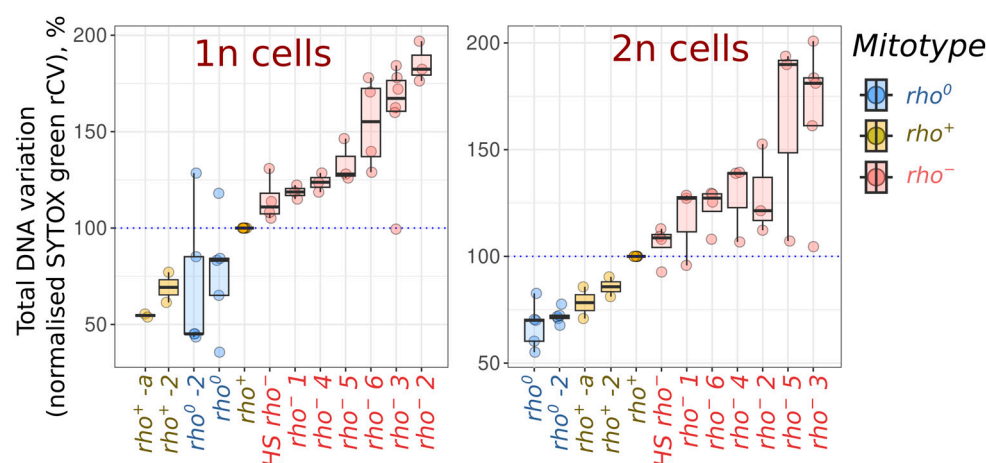 Total DNA variation
(normalised SYTOX green rCV), %
1n cells
200
150
100
50
rho⁺ -a
rho⁺ -2
rho⁰ -2
rho⁰
rho⁺
HS rho⁻
rho⁻ 1
rho⁻ 4
rho⁻ 5
rho⁻ 6
rho⁻ 3
rho⁻ 2
2n cells
200
150
100
50
rho⁰
rho⁰ -2
rho⁺ -a
rho⁺ -2
rho⁺
HS rho⁻
rho⁻ 1
rho⁻ 6
rho⁻ 4
rho⁻ 2
rho⁻ 5
rho⁻ 3
Mitotype
rho⁰
rho⁺
rho⁻